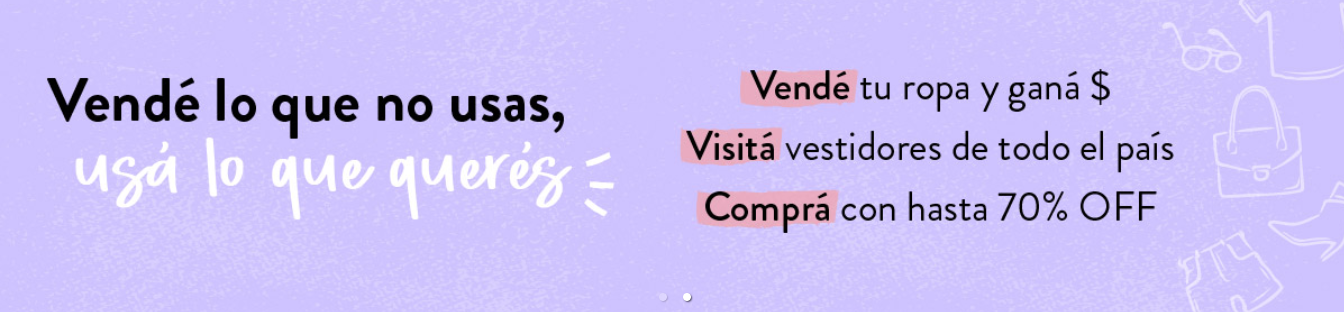 Vendé lo que no usas,
usá lo que querés
Vendé tu ropa y ganá $
Visitá vestidores de todo el país
Comprá con hasta 70% OFF